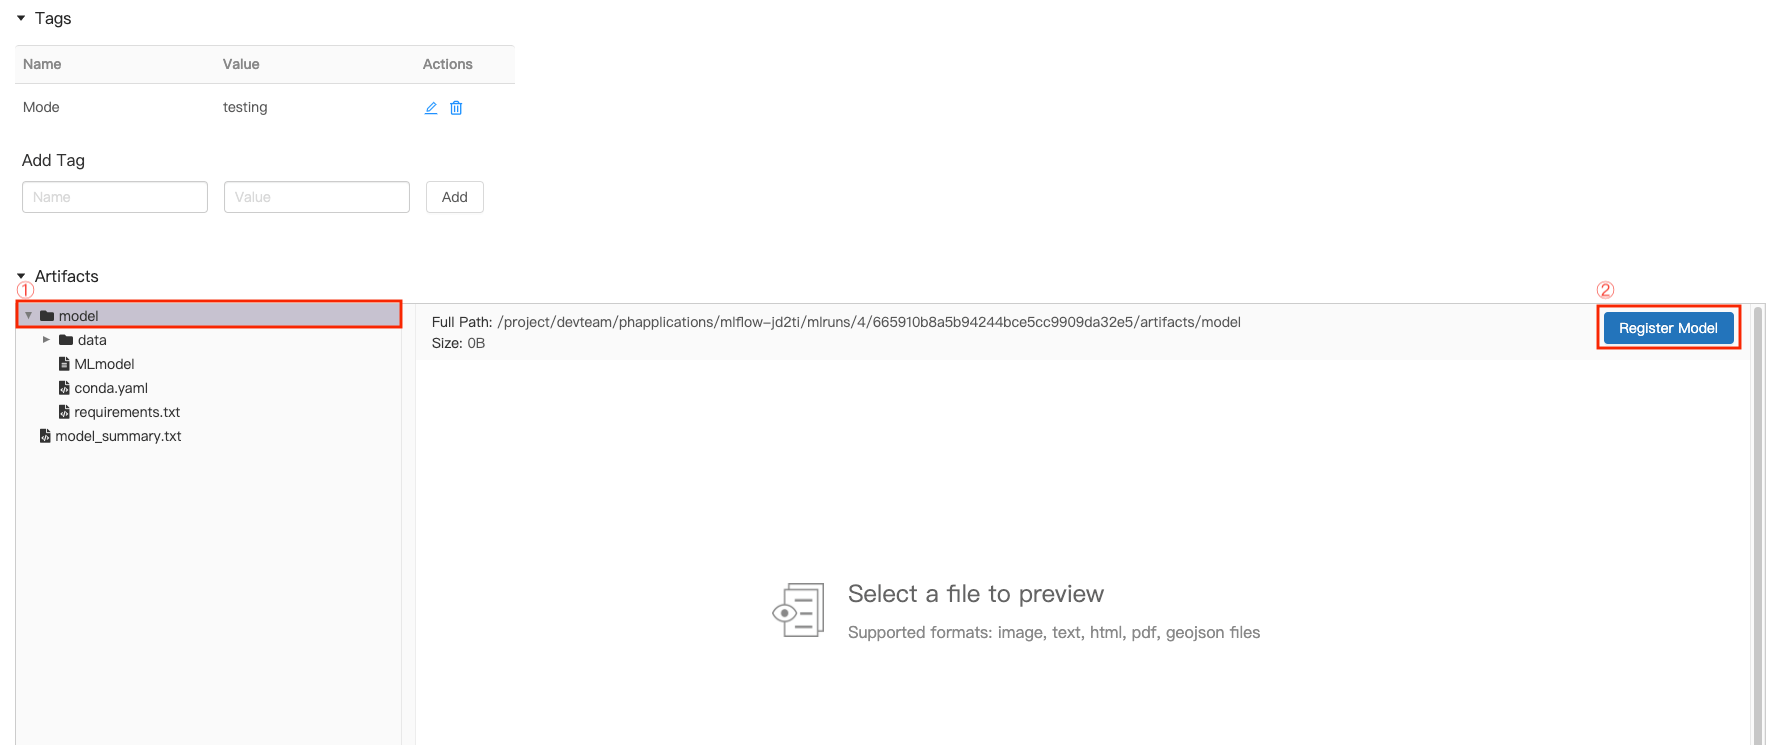 Tags
Name Value Actions
Mode testing
Add Tag
Name Value Add
Artifacts
①
②
model
Full Path: /project/devteam/phapplications/mlflow-jd2ti/mlruns/4/665910b8a5b94244bce5cc9909da32e5/artifacts/model
Register Model
Size: 0B
data
MLmodel
conda.yaml
requirements.txt
model_summary.txt
Select a file to preview
Supported formats: image, text, html, pdf, geojson files